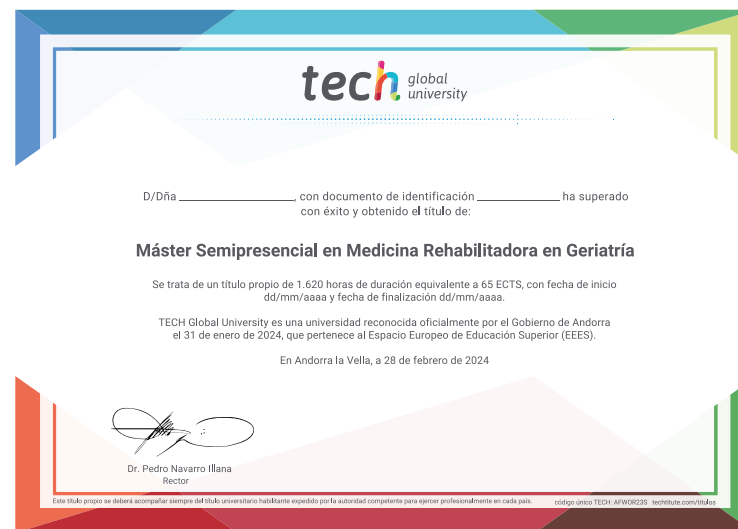 tech global university
D/Dña ______________, con documento de identificación ______________ ha superado
con éxito y obtenido el título de:
Máster Semipresencial en Medicina Rehabilitadora en Geriatría
Se trata de un título propio de 1.620 horas de duración equivalente a 65 ECTS, con fecha de inicio
dd/mm/aaaa y fecha de finalización dd/mm/aaaa.
TECH Global University es una universidad reconocida oficialmente por el Gobierno de Andorra
el 31 de enero de 2024, que pertenece al Espacio Europeo de Educación Superior (EEES).
En Andorra la Vella, a 28 de febrero de 2024
Dr. Pedro Navarro Illana
Rector
Este título propio se deberá acompañar siempre del título universitario habilitante expedido por la autoridad competente para ejercer profesionalmente en cada país.
código único TECH: AFWOR23S techtitute.com/titulos